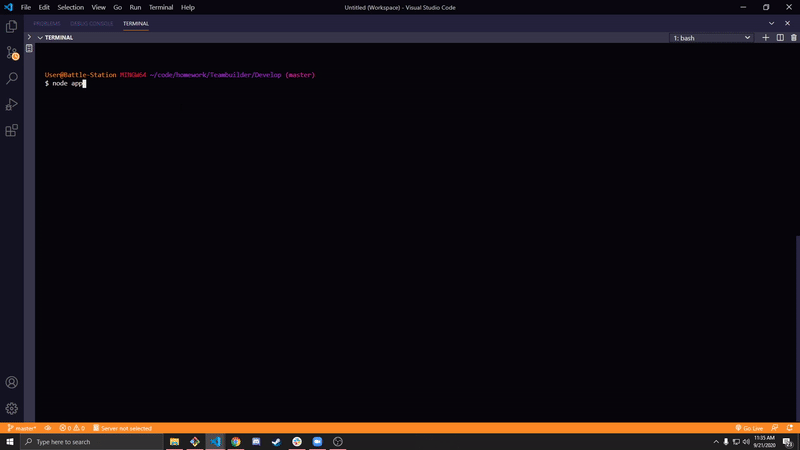 File Edit Selection View Go Run Terminal Help
Untitled (Workspace) - Visual Studio Code
PROBLEMS DEBUG CONSOLE TERMINAL
TERMINAL
1: bash
User@Battle-Station MINGW64 ~/code/homework/Teambuilder/Develop (master)
$ node app
master* 0 0 Server not selected
Go Live
Type here to search
11:35 AM
9/21/2020